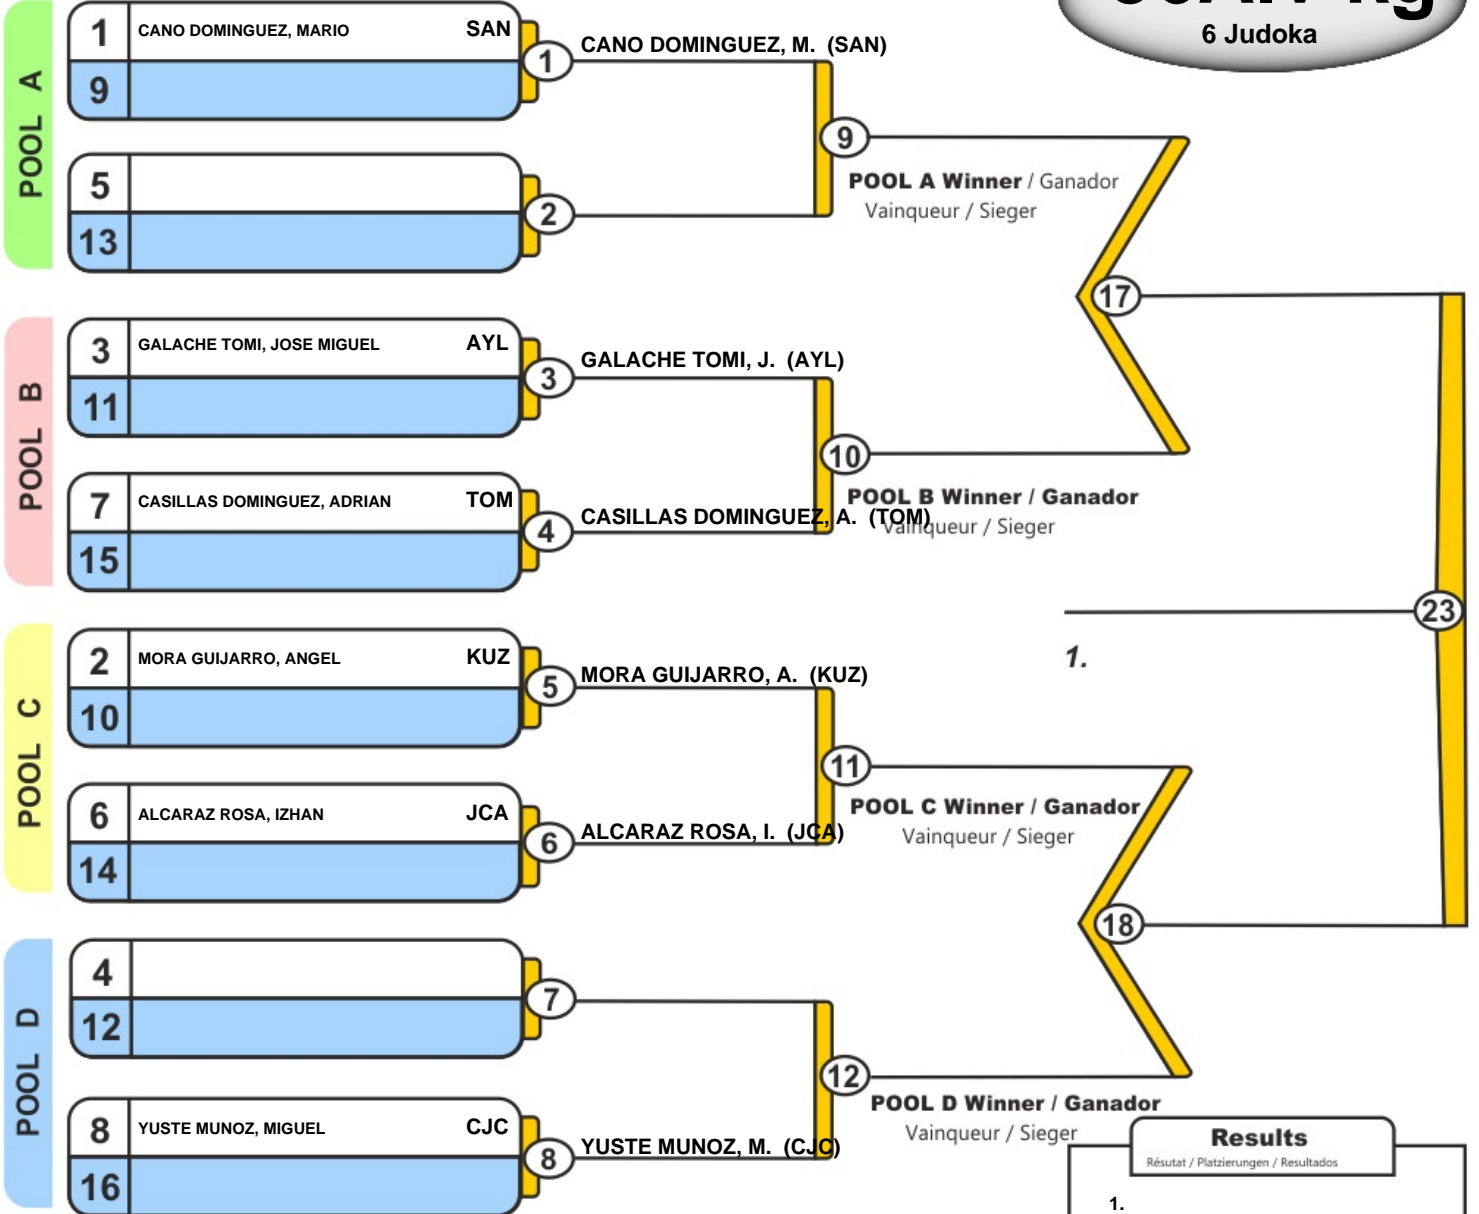 6 Judoka
POOL A
1 CANO DOMINGUEZ, MARIO SAN
9
1
CANO DOMINGUEZ, M. (SAN)
5
13
2
9
POOL A Winner / Ganador
Vainqueur / Sieger
17
POOL B
3 GALACHE TOMI, JOSE MIGUEL AYL
11
3
GALACHE TOMI, J. (AYL)
7 CASILLAS DOMINGUEZ, ADRIAN TOM
15
4
CASILLAS DOMINGUEZ, A. (TOM)
10
POOL B Winner / Ganador
Vainqueur / Sieger
23
1.
POOL C
2 MORA GUIJARRO, ANGEL KUZ
10
5
MORA GUIJARRO, A. (KUZ)
6 ALCARAZ ROSA, IZHAN JCA
14
6
ALCARAZ ROSA, I. (JCA)
11
POOL C Winner / Ganador
Vainqueur / Sieger
18
POOL D
4
12
7
8 YUSTE MUNOZ, MIGUEL CJC
16
8
YUSTE MUNOZ, M. (CJC)
12
POOL D Winner / Ganador
Vainqueur / Sieger
Results
Résutat / Platzierungen / Resultados
1.